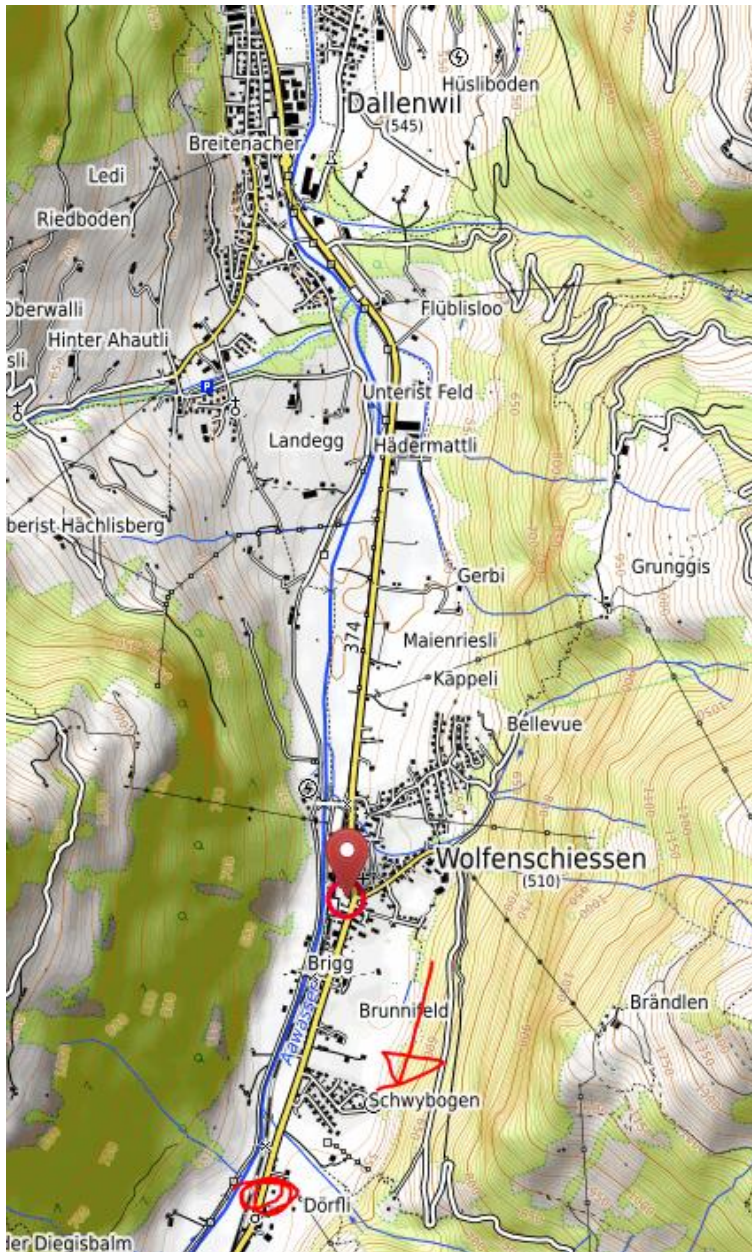 Hüsliboden
Dallenwil
(545)
Breitenacher
Ledi
Riedboden
Oberwalli
Flüblisloo
Hinter Ahautli
sli
P
Unterist Feld
Landegg
Hädermattli
berist Hächlisberg
Grunggis
Gerbi
374
Maienriesli
Käppeli
Bellevue
Wolfenschiessen
(510)
Brigg
Aawasser
Brunnifeld
Brändlen
Schwybogen
Dörfli
der Diegisbalm